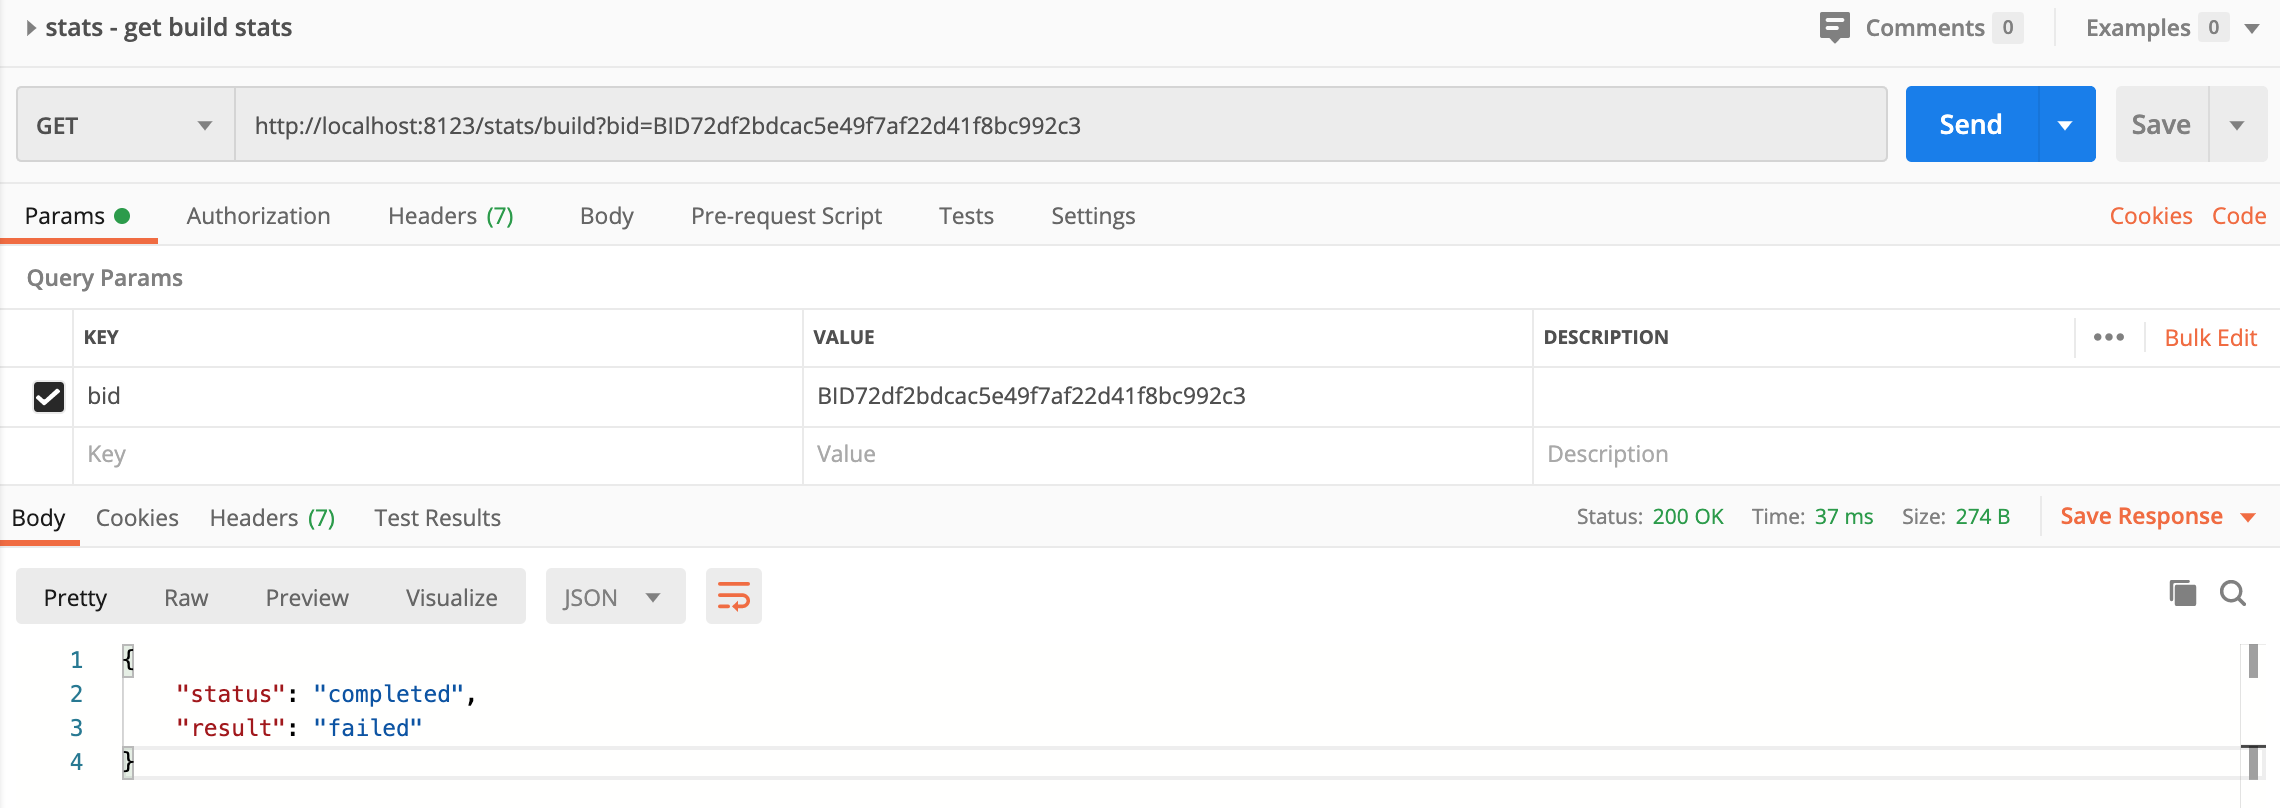 stats - get build stats Comments 0 Examples 0
GET http://localhost:8123/stats/build?bid=BID72df2bdcac5e49f7af22d41f8bc992c3 Send Save
Params Authorization Headers (7) Body Pre-request Script Tests Settings Cookies Code
Query Params
KEY VALUE DESCRIPTION ••• Bulk Edit
bid BID72df2bdcac5e49f7af22d41f8bc992c3
Key Value Description
Body Cookies Headers (7) Test Results Status: 200 OK Time: 37 ms Size: 274 B Save Response
Pretty Raw Preview Visualize JSON
1 {
2 "status": "completed",
3 "result": "failed"
4 }